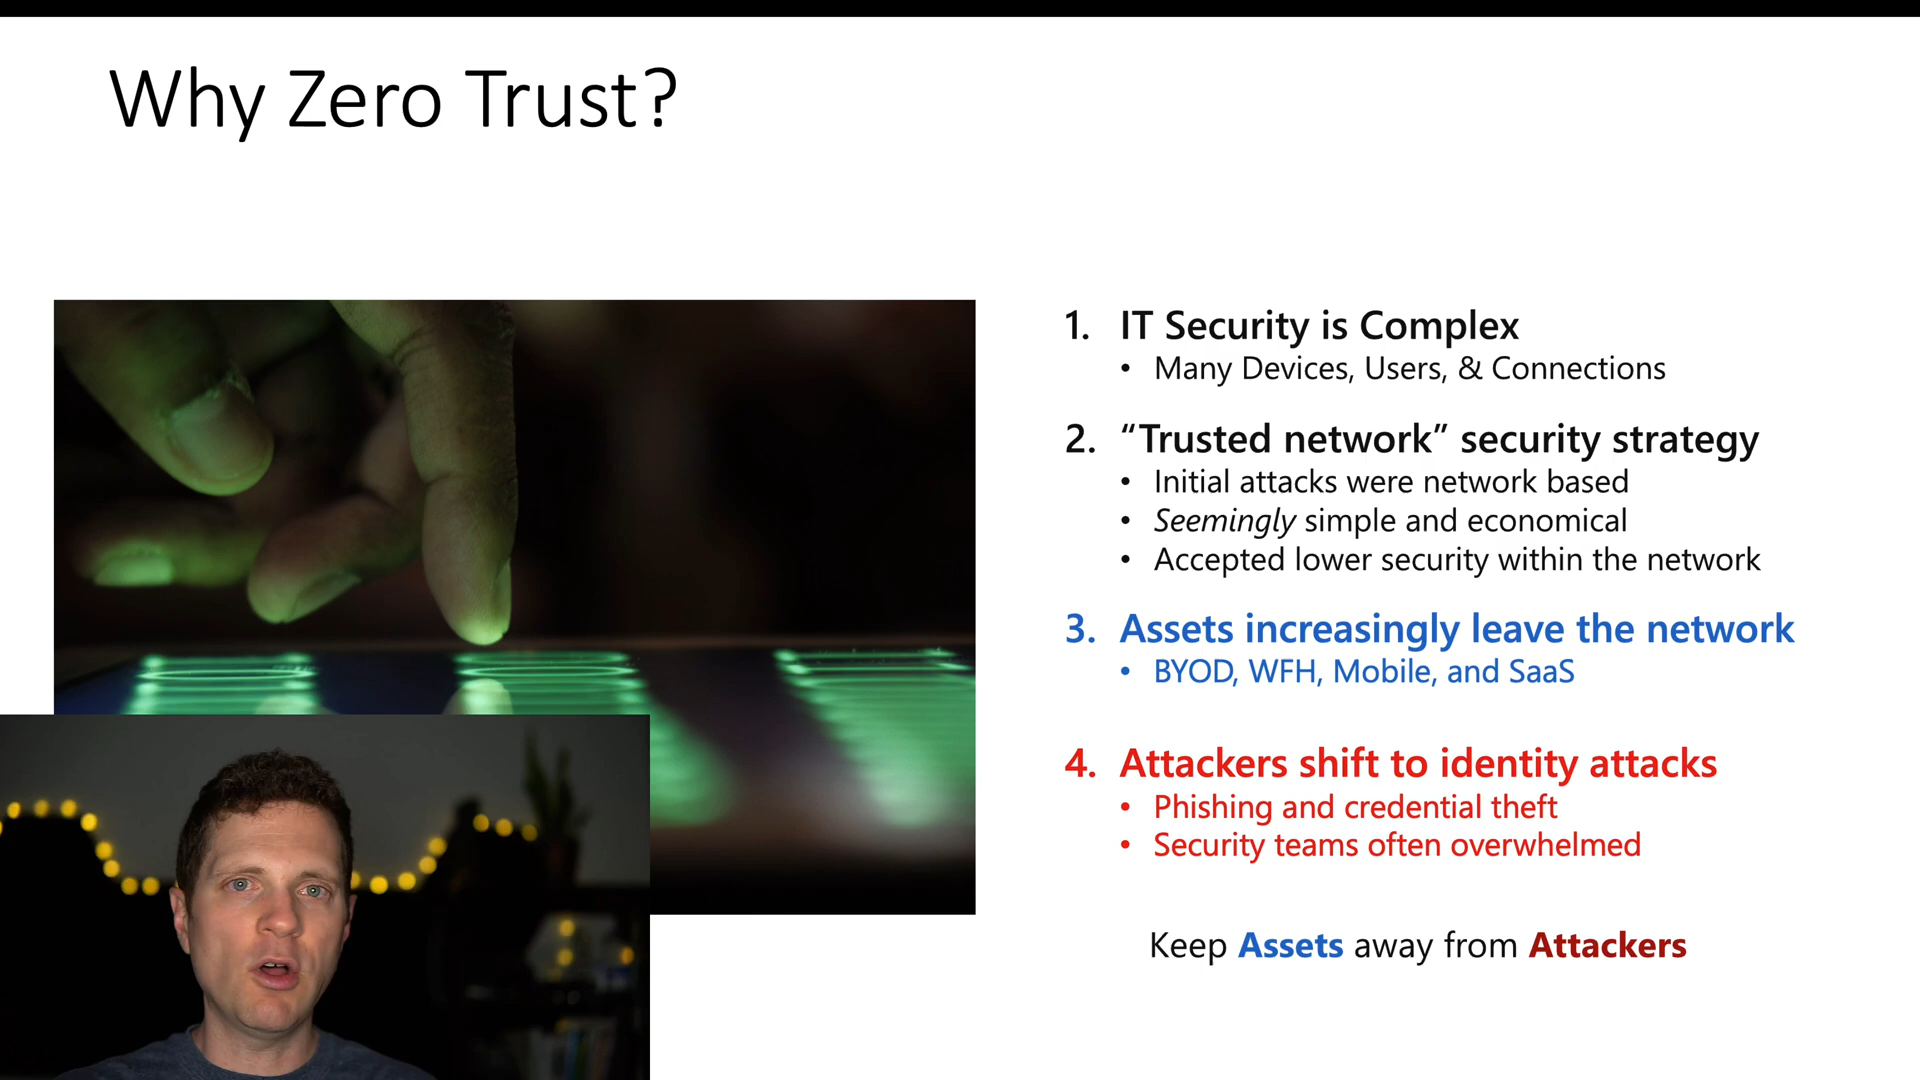 Why Zero Trust?
1. IT Security is Complex
• Many Devices, Users, & Connections
2. “Trusted network” security strategy
• Initial attacks were network based
• Seemingly simple and economical
• Accepted lower security within the network
3. Assets increasingly leave the network
• BYOD, WFH, Mobile, and SaaS
4. Attackers shift to identity attacks
• Phishing and credential theft
• Security teams often overwhelmed
Keep Assets away from Attackers